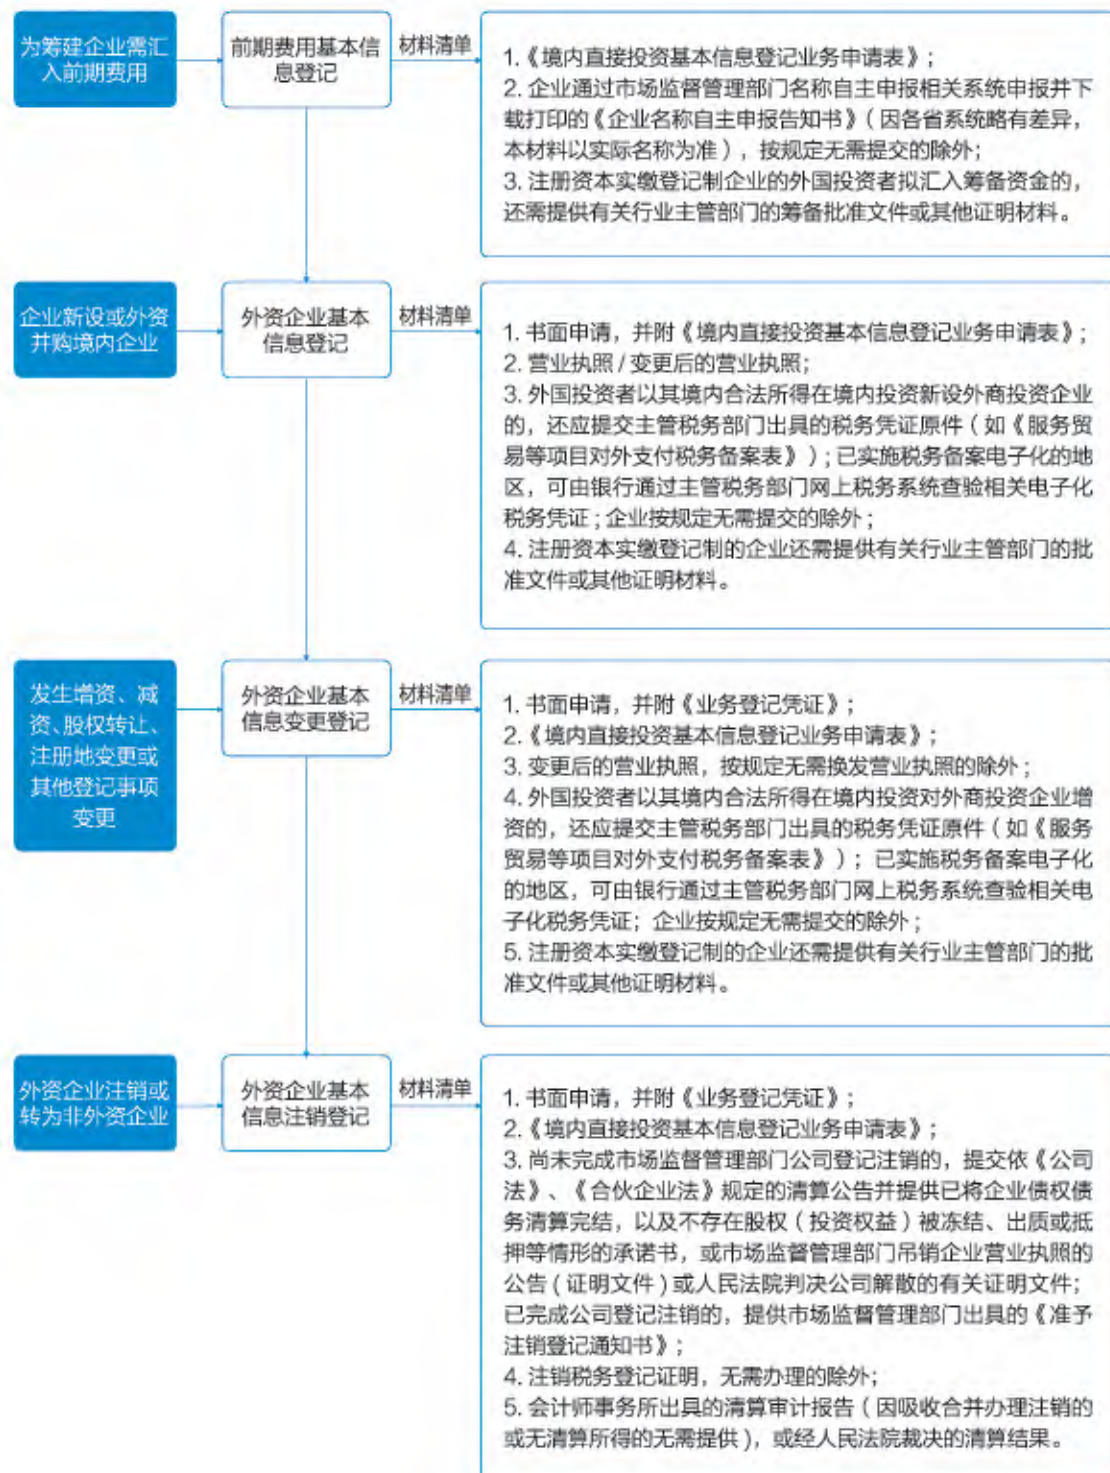 为筹建企业需汇
入前期费用
前期费用基本信
息登记
材料清单
1.《境内直接投资基本信息登记业务申请表》;
2. 企业通过市场监督管理部门名称自主申报相关系统申报并下
载打印的《企业名称自主申报告知书》(因各省系统略有差异,
本材料以实际名称为准),按规定无需提交的除外;
3. 注册资本实缴登记制企业的外国投资者拟汇入筹备资金的,
还需提供有关行业主管部门的筹备批准文件或其他证明材料。
企业新设或外资
并购境内企业
外资企业基本
信息登记
材料清单
1. 书面申请,并附《境内直接投资基本信息登记业务申请表》;
2. 营业执照 / 变更后的营业执照;
3. 外国投资者以其境内合法所得在境内投资新设外商投资企业
的,还应提交主管税务部门出具的税务凭证原件(如《服务贸
易等项目对外支付税务备案表》);已实施税务备案电子化的地
区,可由银行通过主管税务部门网上税务系统查验相关电子化
税务凭证;企业按规定无需提交的除外;
4. 注册资本实缴登记制的企业还需提供有关行业主管部门的批
准文件或其他证明材料。
发生增资、减
资、股权转让、
注册地变更或
其他登记事项
变更
外资企业基本
信息变更登记
材料清单
1. 书面申请,并附《业务登记凭证》;
2.《境内直接投资基本信息登记业务申请表》;
3. 变更后的营业执照,按规定无需换发营业执照的除外;
4. 外国投资者以其境内合法所得在境内投资对外商投资企业增
资的,还应提交主管税务部门出具的税务凭证原件(如《服务
贸易等项目对外支付税务备案表》);已实施税务备案电子化
的地区,可由银行通过主管税务部门网上税务系统查验相关电
子化税务凭证;企业按规定无需提交的除外;
5. 注册资本实缴登记制的企业还需提供有关行业主管部门的批
准文件或其他证明材料。
外资企业注销或
转为非外资企业
外资企业基本
信息注销登记
材料清单
1. 书面申请,并附《业务登记凭证》;
2.《境内直接投资基本信息登记业务申请表》;
3. 尚未完成市场监督管理部门公司登记注销的,提交依《公司
法》、《合伙企业法》规定的清算公告并提供已将企业债权债
务清算完结,以及不存在股权(投资权益)被冻结、出质或抵
押等情形的承诺书,或市场监督管理部门吊销企业营业执照的
公告(证明文件)或人民法院判决公司解散的有关证明文件;
已完成公司登记注销的,提供市场监督管理部门出具的《准予
注销登记通知书》;
4. 注销税务登记证明,无需办理的除外;
5. 会计师事务所出具的清算审计报告(因吸收合并办理注销的
或无清算所得的无需提供),或经人民法院裁决的清算结果。